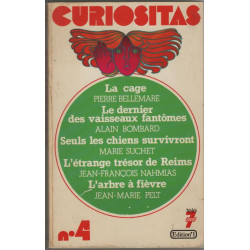 CURIOSITAS
La cage
PIERRE BELLEMARE
Le dernier
des vaisseaux fantômes
ALAIN BOMBARD
Seuls les chiens survivront
MARIE SUCHET
L'étrange trésor de Reims
JEAN-FRANÇOIS NAHMIAS
L'arbre à fièvre
JEAN-MARIE PELT
n°4
7
Edition°1